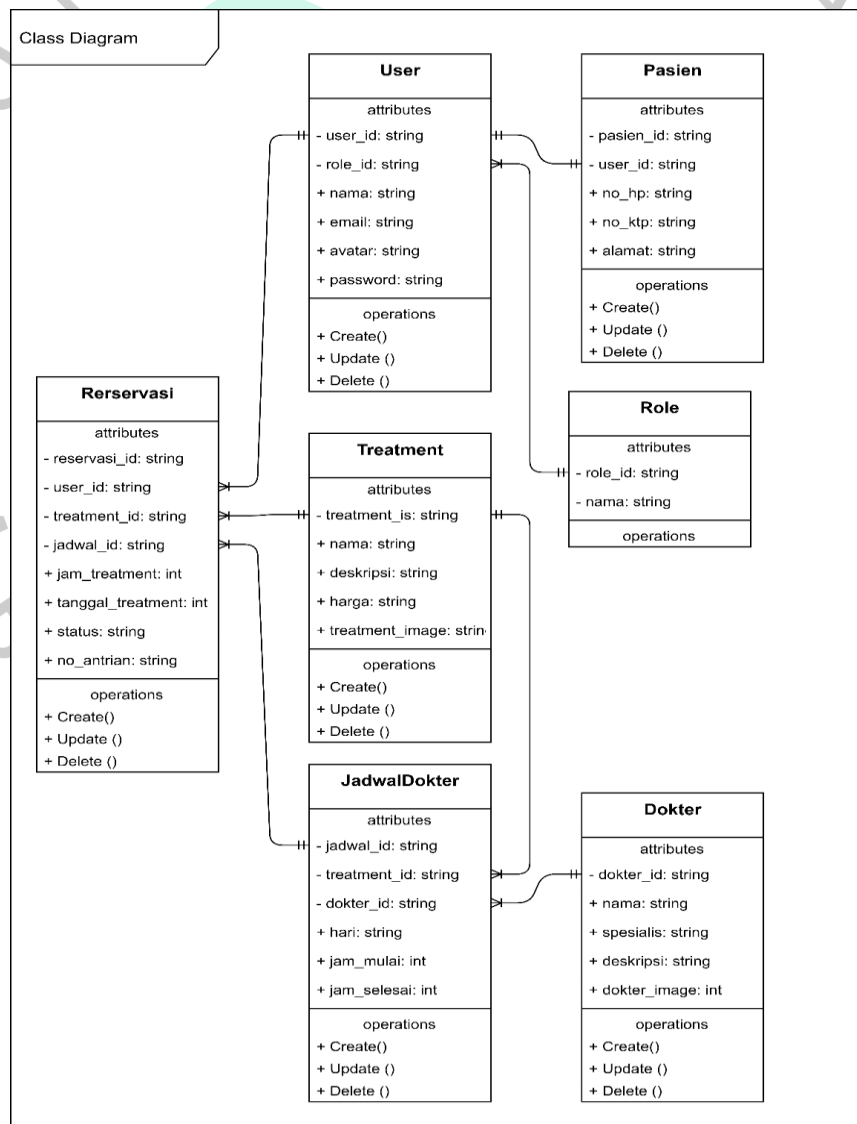 Class Diagram
User
attributes
- user_id: string
- role_id: string
+ nama: string
+ email: string
+ avatar: string
+ password: string
operations
+ Create()
+ Update ()
+ Delete ()
Pasien
attributes
- pasien_id: string
- user_id: string
+ no_hp: string
+ no_ktp: string
+ alamat: string
operations
+ Create()
+ Update ()
+ Delete ()
Rerservasi
attributes
- reservasi_id: string
- user_id: string
- treatment_id: string
- jadwal_id: string
+ jam_treatment: int
+ tanggal_treatment: int
+ status: string
+ no_antrian: string
operations
+ Create()
+ Update ()
+ Delete ()
Treatment
attributes
- treatment_is: string
+ nama: string
+ deskripsi: string
+ harga: string
+ treatment_image: strin
operations
+ Create()
+ Update ()
+ Delete ()
Role
attributes
- role_id: string
- nama: string
operations
JadwalDokter
attributes
- jadwal_id: string
- treatment_id: string
- dokter_id: string
+ hari: string
+ jam_mulai: int
+ jam_selesai: int
operations
+ Create()
+ Update ()
+ Delete ()
Dokter
attributes
- dokter_id: string
+ nama: string
+ spesialis: string
+ deskripsi: string
+ dokter_image: int
operations
+ Create()
+ Update ()
+ Delete ()